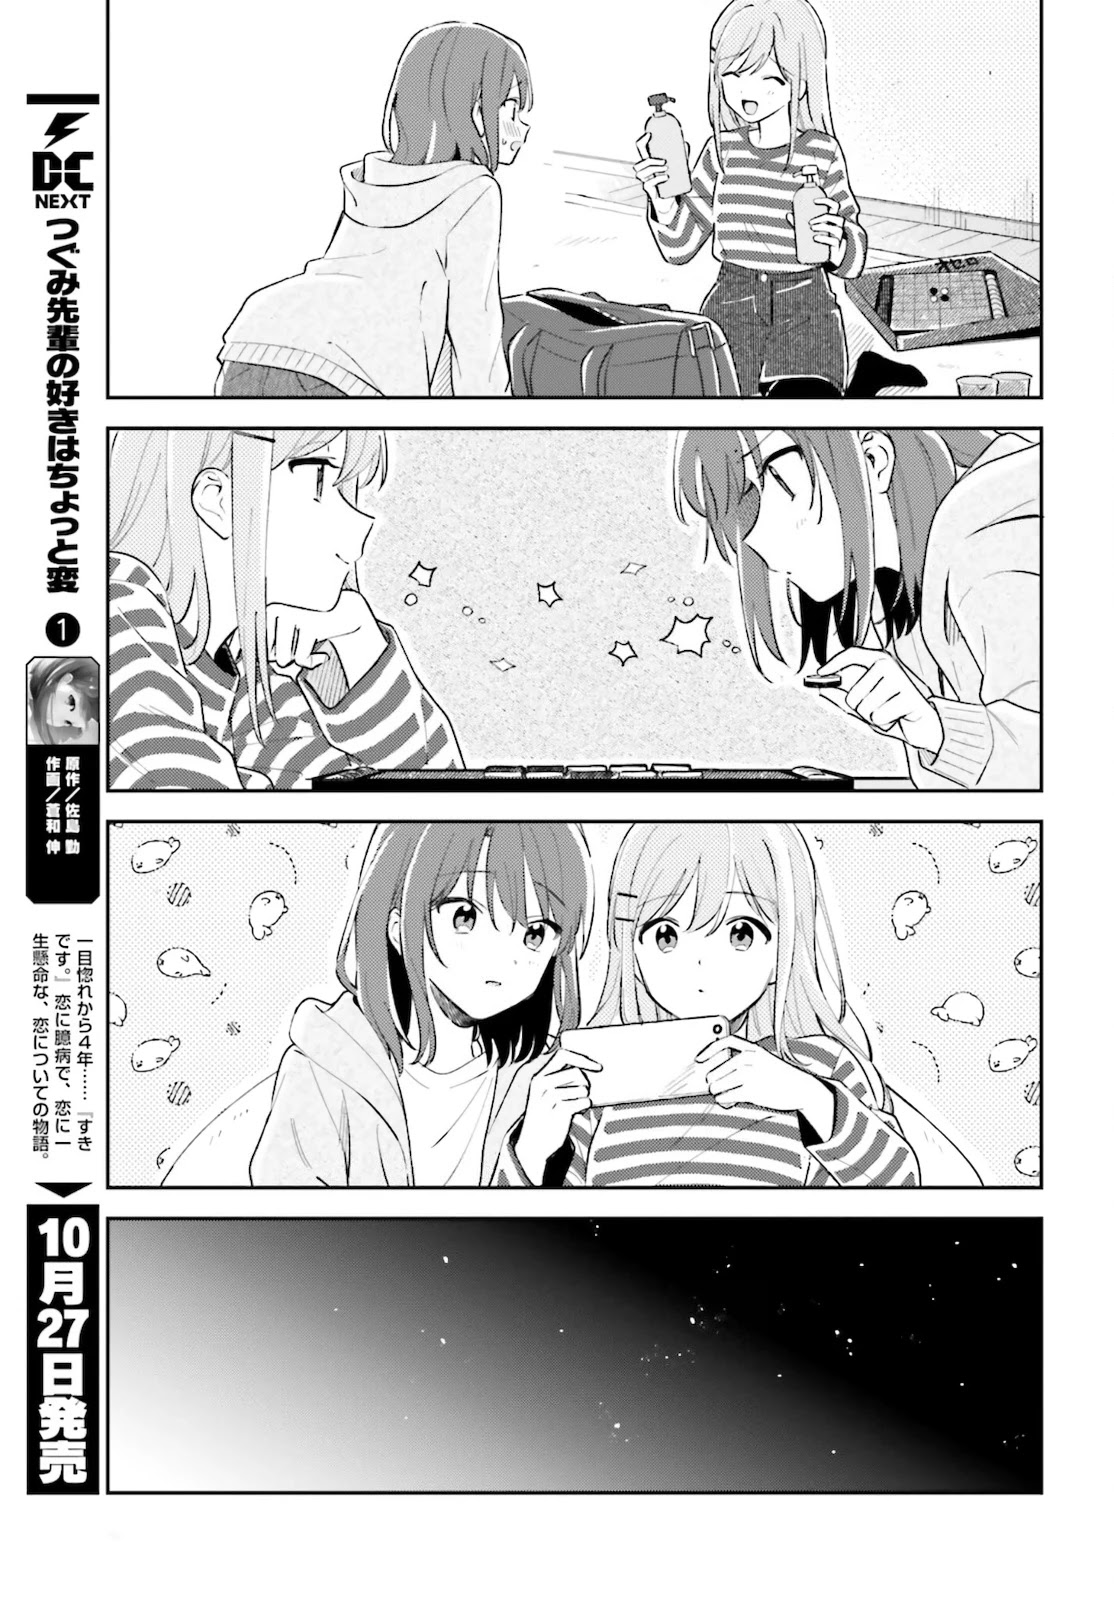 オセロ
DC
NEXT
つぐみ先輩の好きはちょっと変
1
原作/佐島 勤
作画/蒼和 伸
一目惚れから4年……『すき
です。』恋に臆病で、恋に一
生懸命な、恋についての物語。
10月27日発売